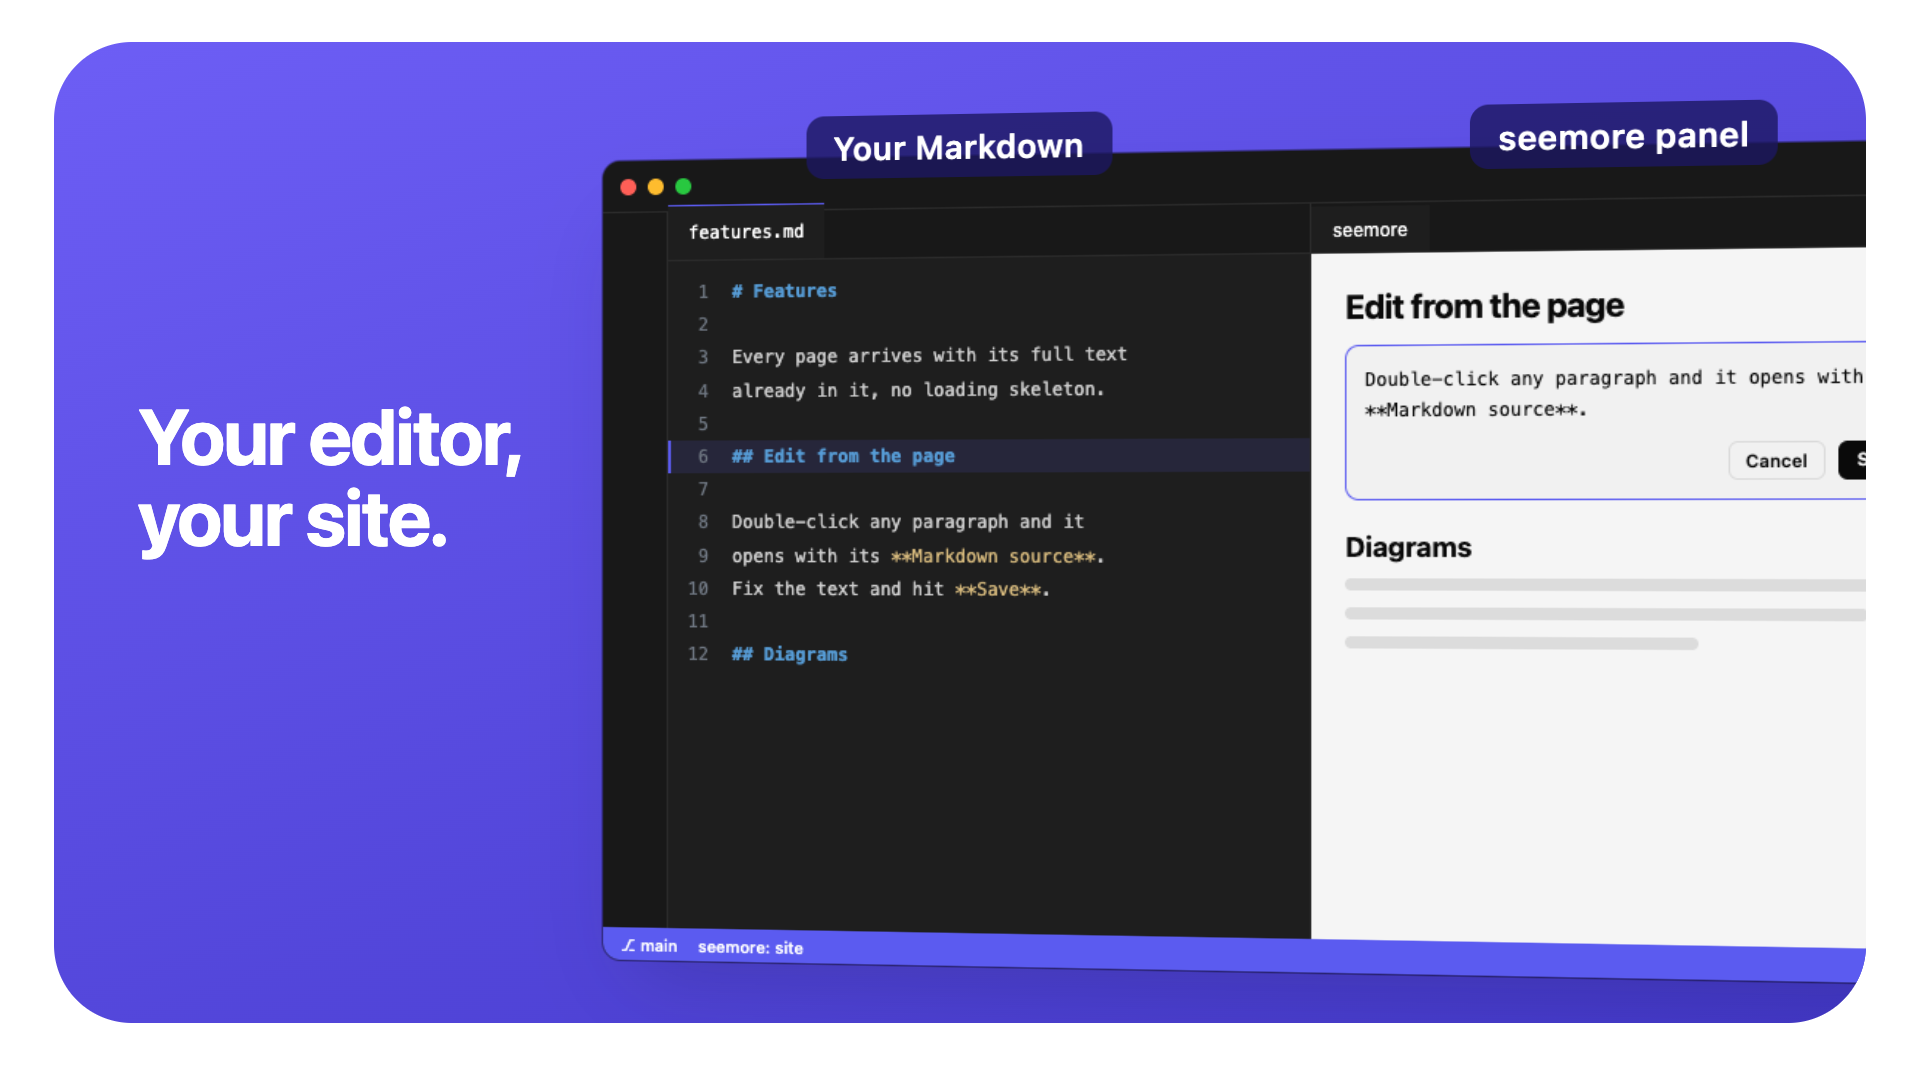 Your editor,
your site.
Your Markdown
seemore panel
features.md
1 # Features
2
3 Every page arrives with its full text
4 already in it, no loading skeleton.
5
6 ## Edit from the page
7
8 Double-click any paragraph and it
9 opens with its **Markdown source**.
10 Fix the text and hit **Save**.
11
12 ## Diagrams
seemore
Edit from the page
Double-click any paragraph and it opens with
**Markdown source**.
Cancel
Diagrams
main
seemore: site